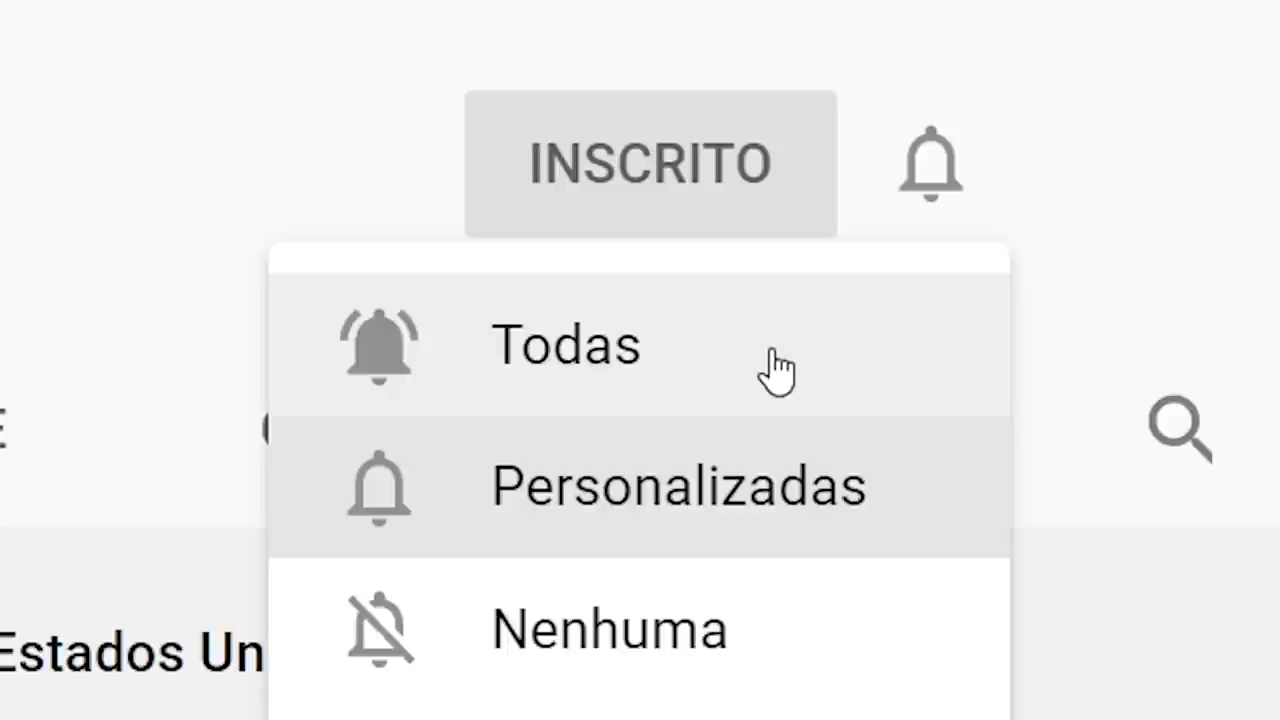 INSCRITO
Todas
Personalizadas
Nenhuma
Estados Un